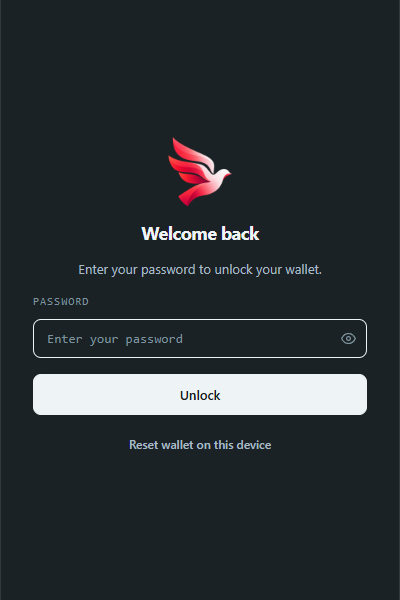 Welcome back
Enter your password to unlock your wallet.
PASSWORD
Enter your password
Unlock
Reset wallet on this device